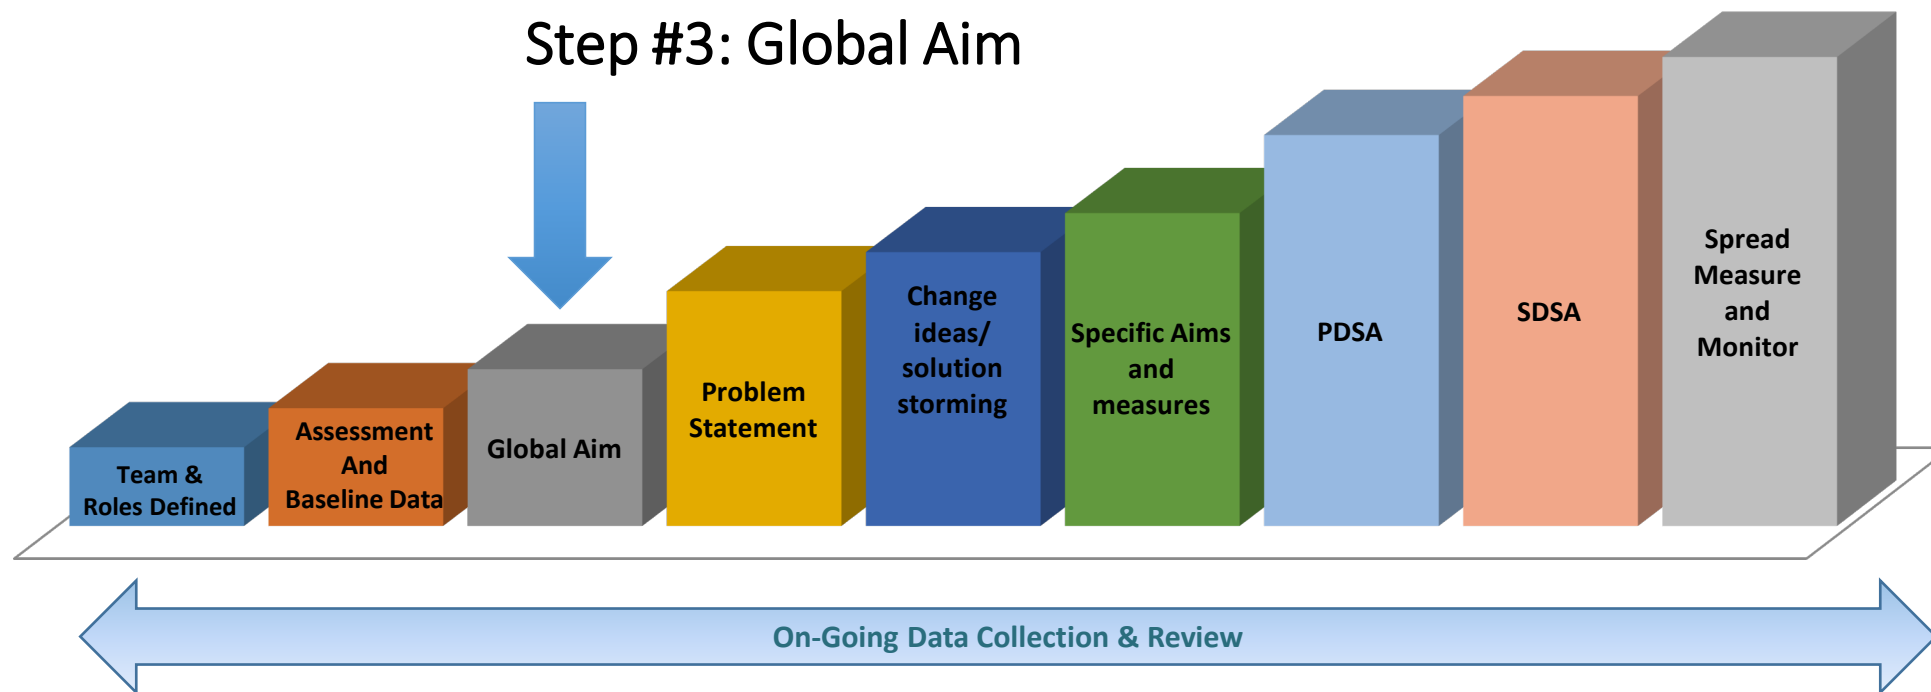 Step #3: Global Aim
Team &
Roles Defined
Assessment
And
Baseline Data
Global Aim
Problem
Statement
Change
ideas/
solution
storming
Specific Aims
and
measures
PDSA
SDSA
Spread
Measure
and
Monitor
On-Going Data Collection & Review